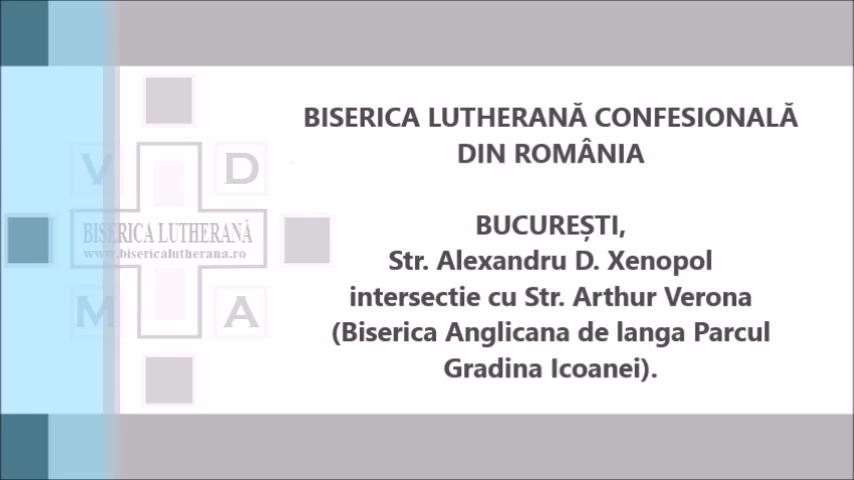 BISERICA LUTHERANĂ CONFESIONALĂ
DIN ROMÂNIA
BUCUREȘTI,
Str. Alexandru D. Xenopol
intersectie cu Str. Arthur Verona
(Biserica Anglicana de langa Parcul
Gradina Icoanei).
V D
BISERICA LUTHERANĂ
www.bisericalutherana.ro
M A